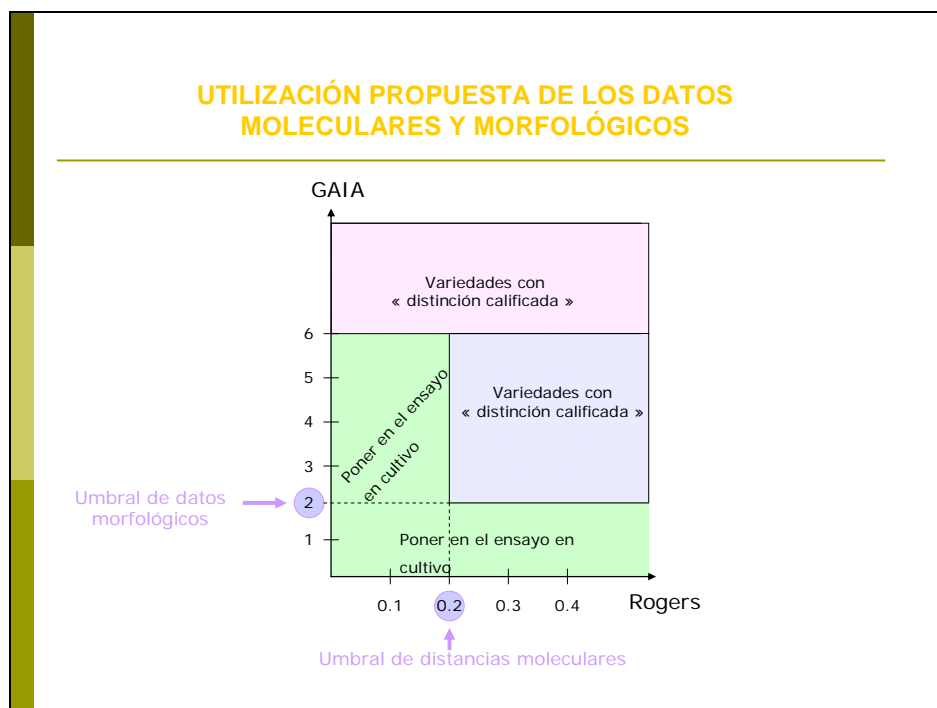 UTILIZACIÓN PROPUESTA DE LOS DATOS
MOLECULARES Y MORFOLÓGICOS
GAIA
Variedades con
« distinción calificada »
6
5
4
3
2
1
Poner en el ensayo
en cultivo
Variedades con
« distinción calificada »
Umbral de datos
morfológicos
Poner en el ensayo en
cultivo
0.1 0.2 0.3 0.4
Rogers
Umbral de distancias moleculares